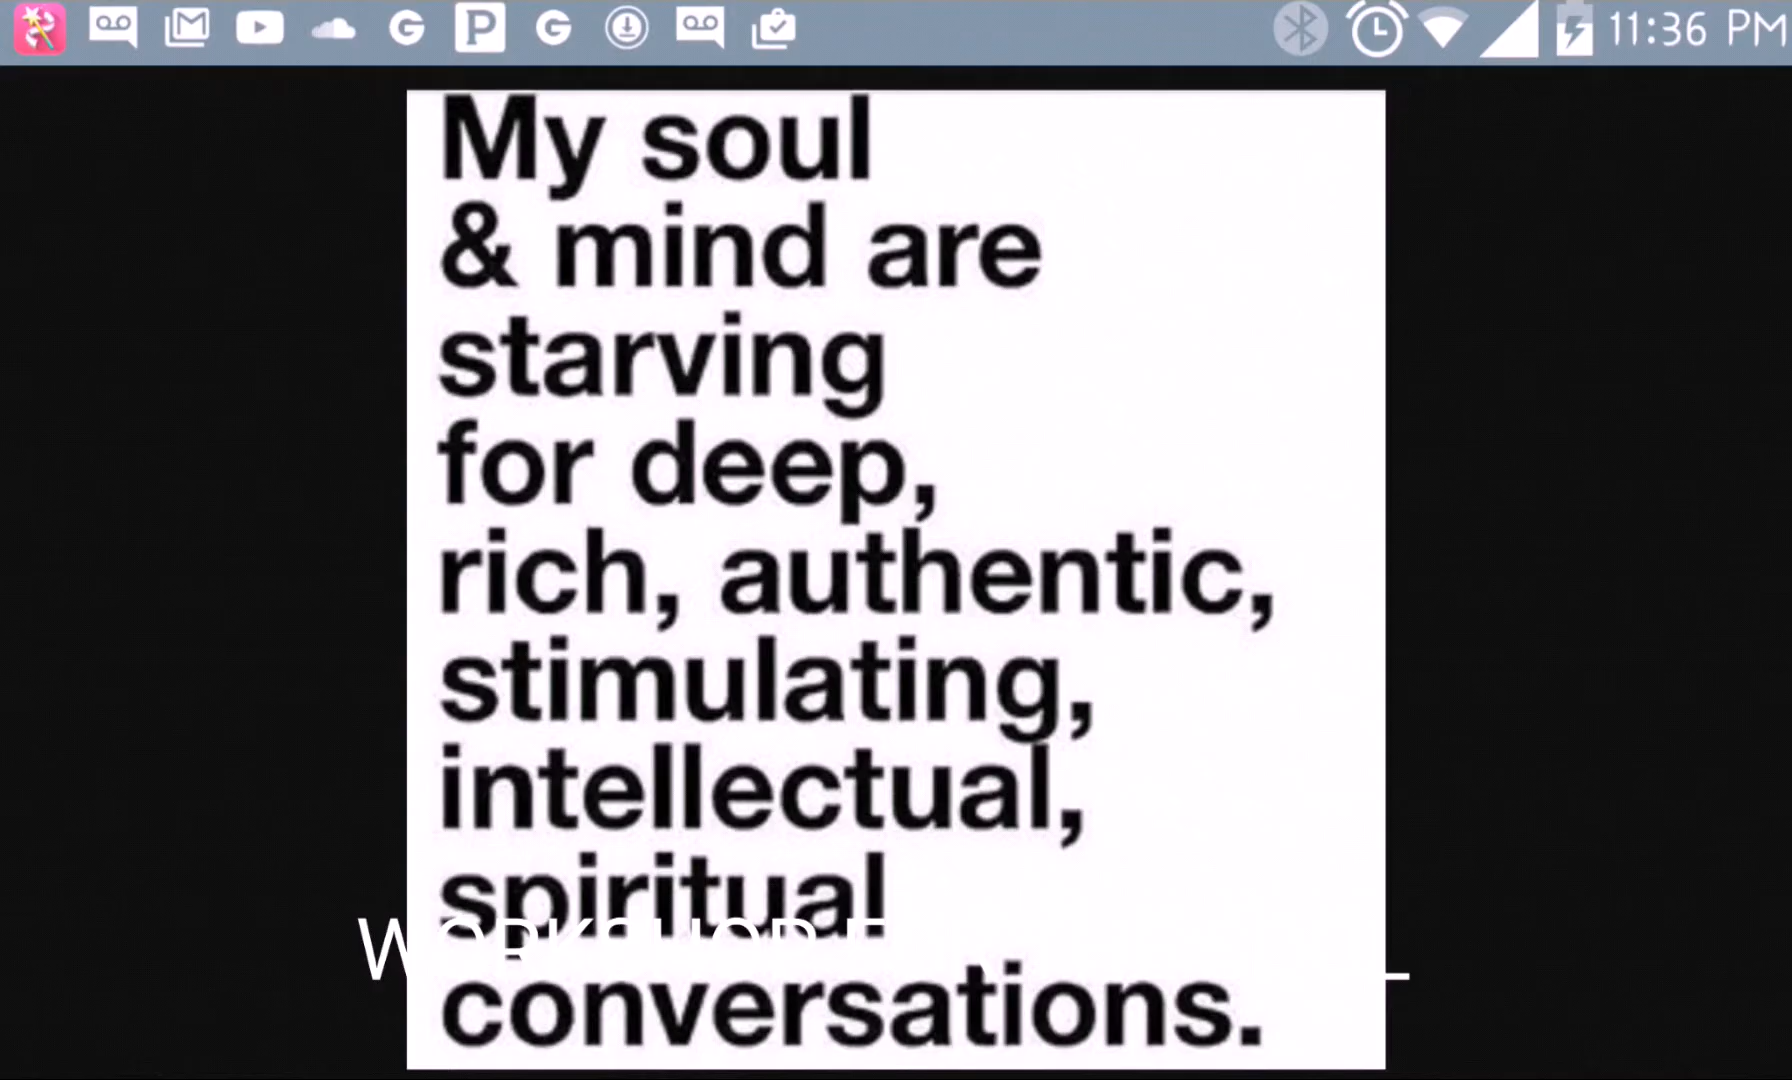 11:36 PM
My soul
& mind are
starving
for deep,
rich, authentic,
stimulating,
intellectual,
spiritual
conversations.